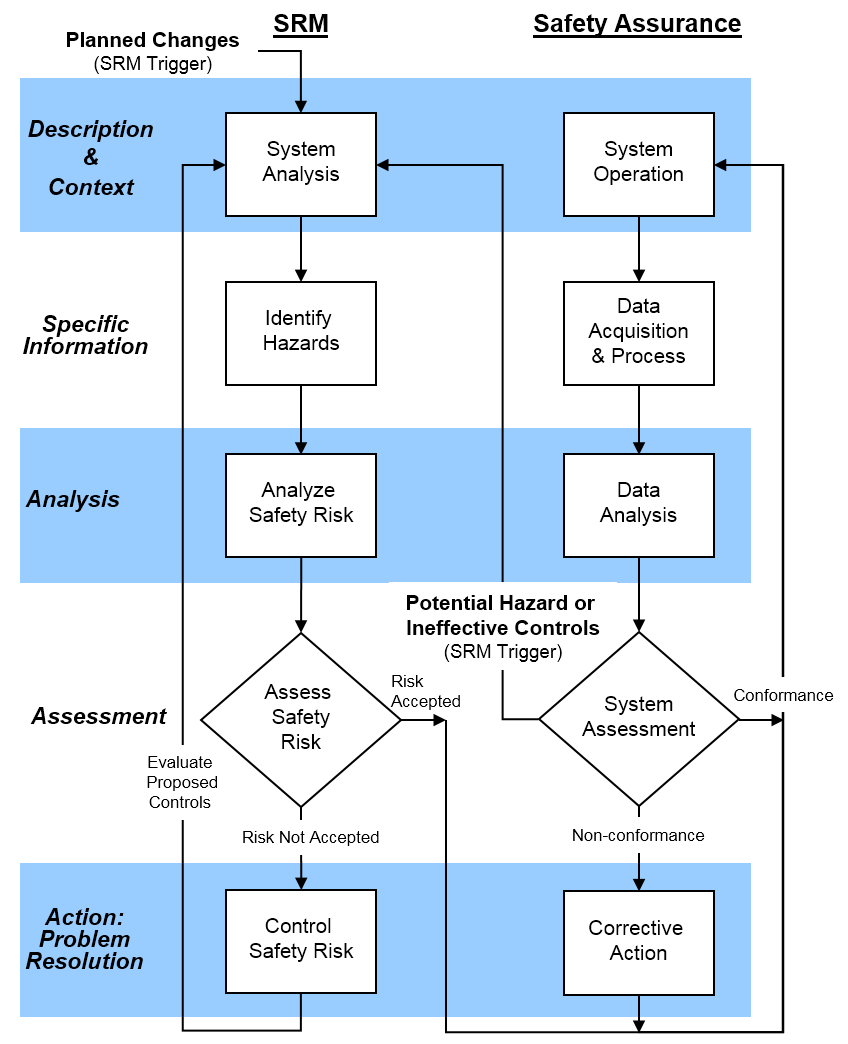 SRM
Safety Assurance
Planned Changes
(SRM Trigger)
Description
&
Context
System
Analysis
System
Operation
Specific
Information
Identify
Hazards
Data
Acquisition
& Process
Analysis
Analyze
Safety Risk
Data
Analysis
Potential Hazard or
Ineffective Controls
(SRM Trigger)
Assessment
Assess
Safety
Risk
Risk
Accepted
System
Assessment
Conformance
Evaluate
Proposed
Controls
Risk Not Accepted
Non-conformance
Action:
Problem
Resolution
Control
Safety Risk
Corrective
Action